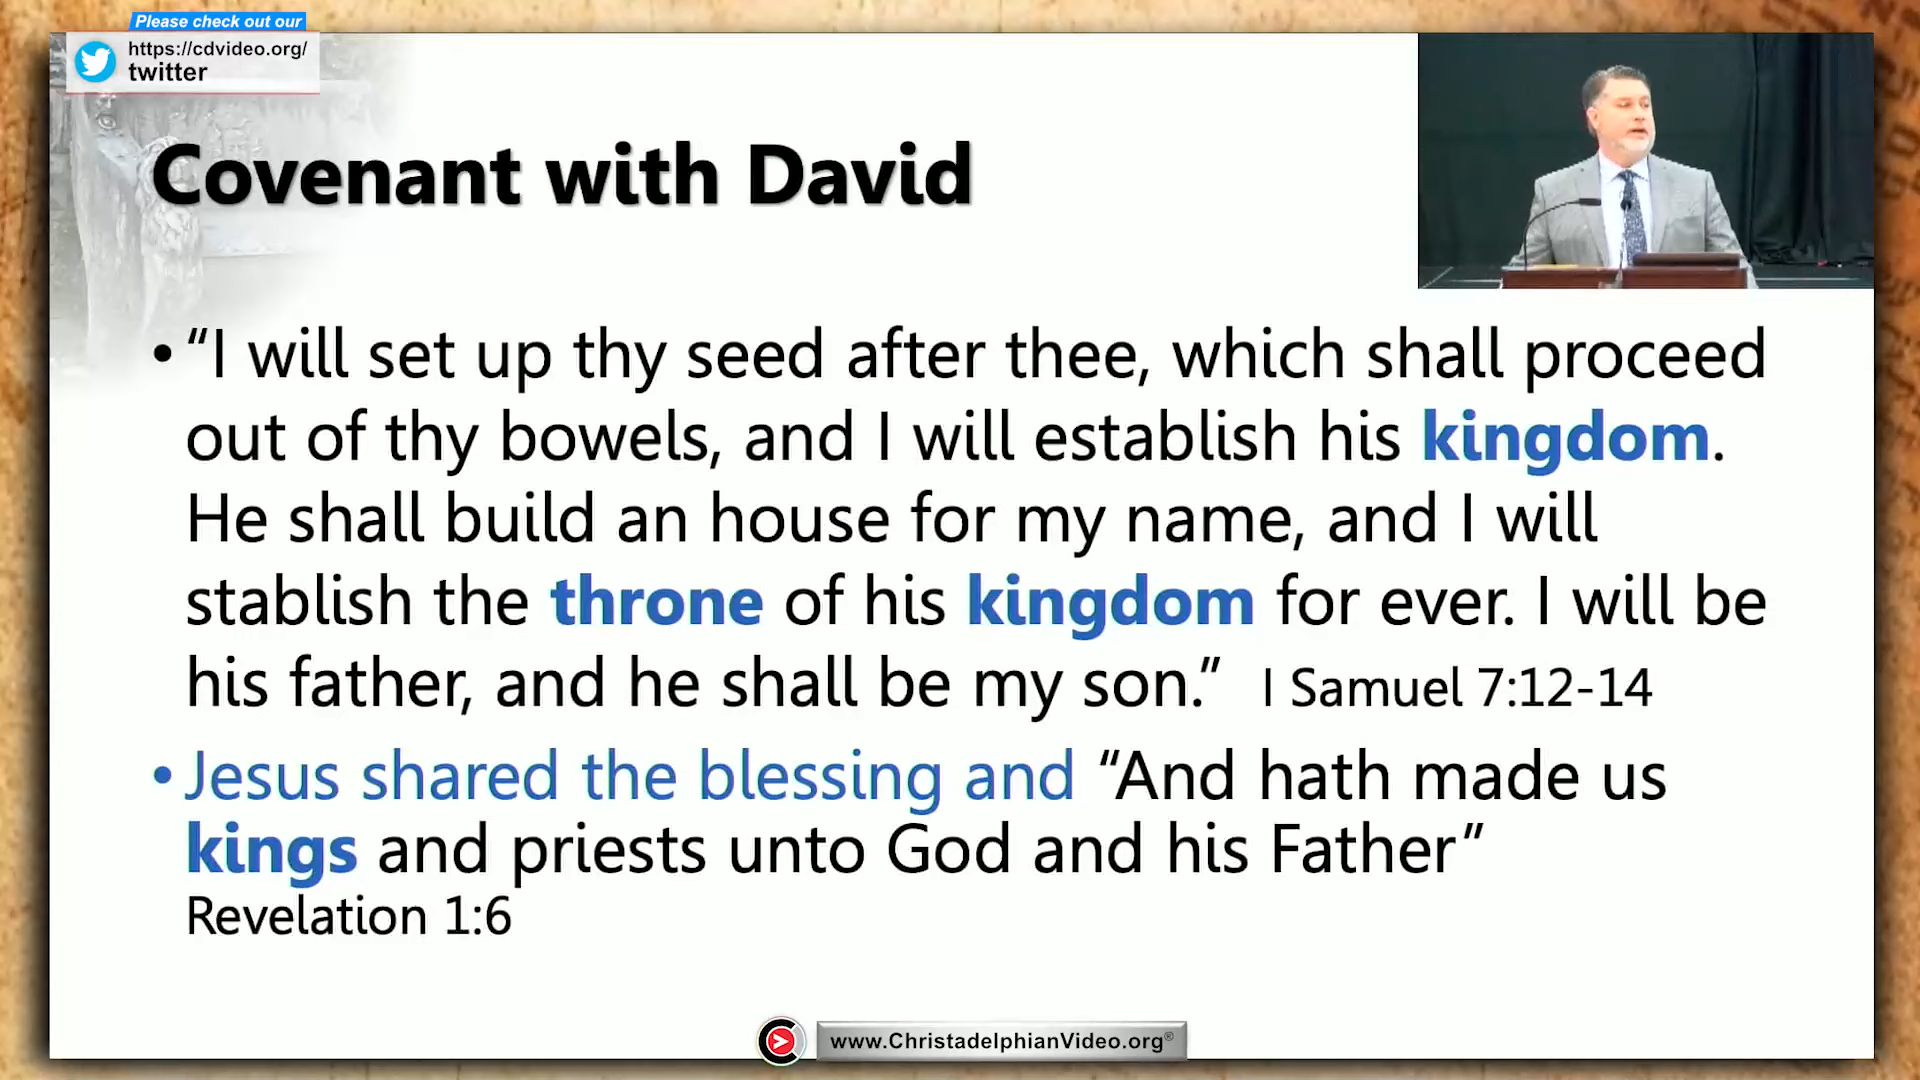 Please check out our
https://cdvideo.org/
twitter
Covenant with David
• “I will set up thy seed after thee, which shall proceed
out of thy bowels, and I will establish his kingdom.
He shall build an house for my name, and I will
stablish the throne of his kingdom for ever. I will be
his father, and he shall be my son.” I Samuel 7:12-14
• Jesus shared the blessing and “And hath made us
kings and priests unto God and his Father”
Revelation 1:6
www.ChristadelphianVideo.org®